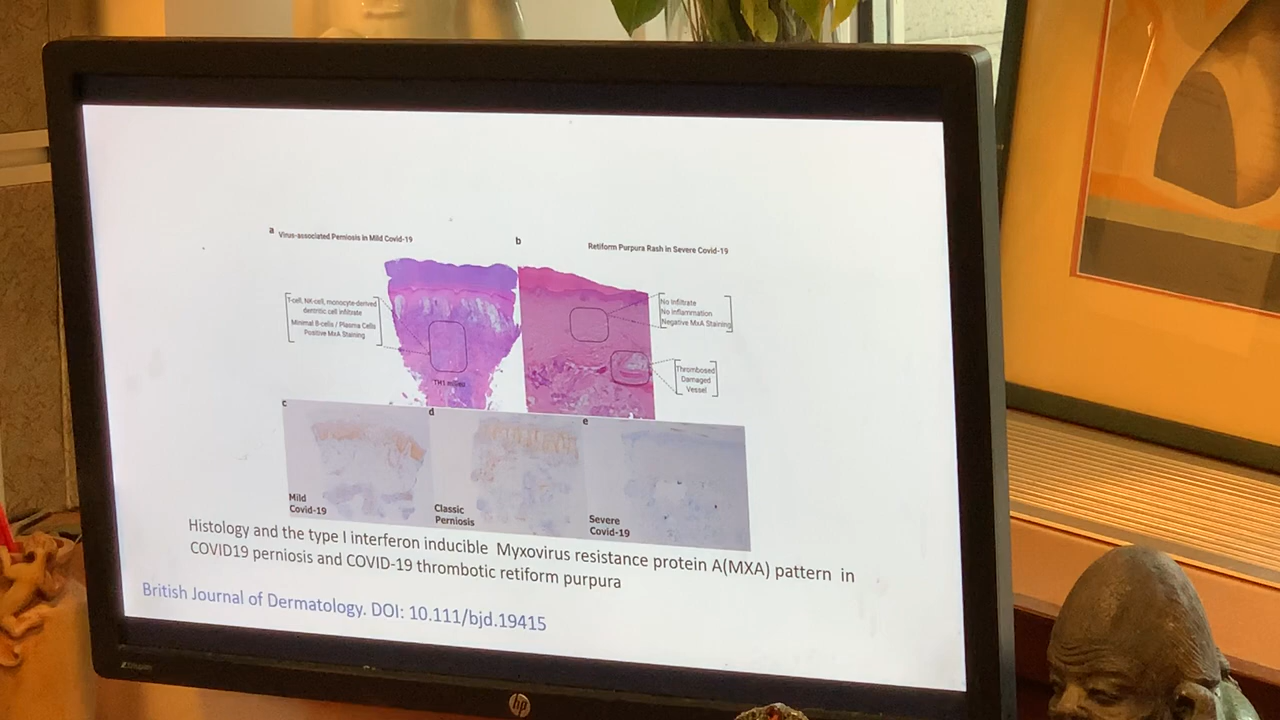 a
Virus-associated Perniosis in Mild Covid-19
b
Retiform Purpura Rash in Severe Covid-19
T-cell, NK-cell, monocyte-derived
dentritic cell infiltrate
Minimal B-cells / Plasma Cells
Positive MxA Staining
TH1 milieu
No infiltrate
No inflammation
Negative MxA Staining
Thrombosed
Damaged
Vessel
c
d
e
Mild
Covid-19
Classic
Perniosis
Severe
Covid-19
Histology and the type I interferon inducible Myxovirus resistance protein A(MXA) pattern in
COVID19 perniosis and COVID-19 thrombotic retiform purpura
British Journal of Dermatology. DOI: 10.111/bjd.19415
hp